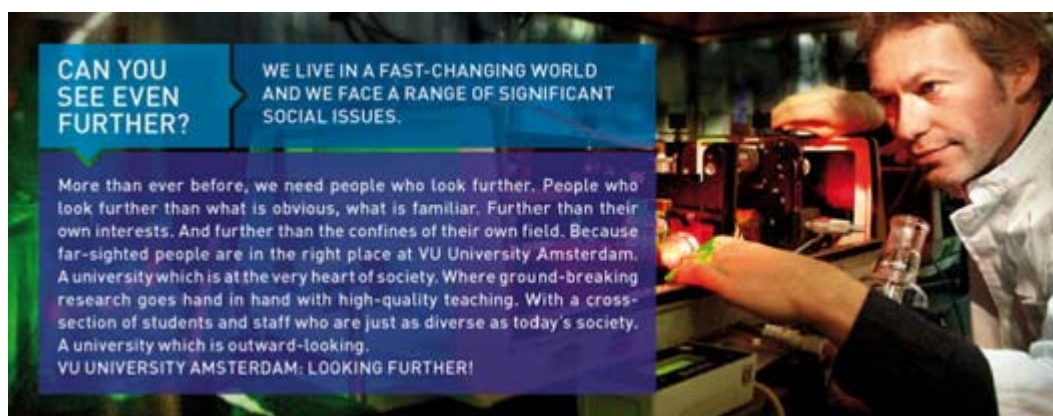 CAN YOU
SEE EVEN
FURTHER?
WE LIVE IN A FAST-CHANGING WORLD
AND WE FACE A RANGE OF SIGNIFICANT
SOCIAL ISSUES.
More than ever before, we need people who look further. People who
look further than what is obvious, what is familiar. Further than their
own interests. And further than the confines of their own field. Because
far-sighted people are in the right place at VU University Amsterdam.
A university which is at the very heart of society. Where ground-breaking
research goes hand in hand with high-quality teaching. With a cross-
section of students and staff who are just as diverse as today's society.
A university which is outward-looking.
VU UNIVERSITY AMSTERDAM: LOOKING FURTHER!